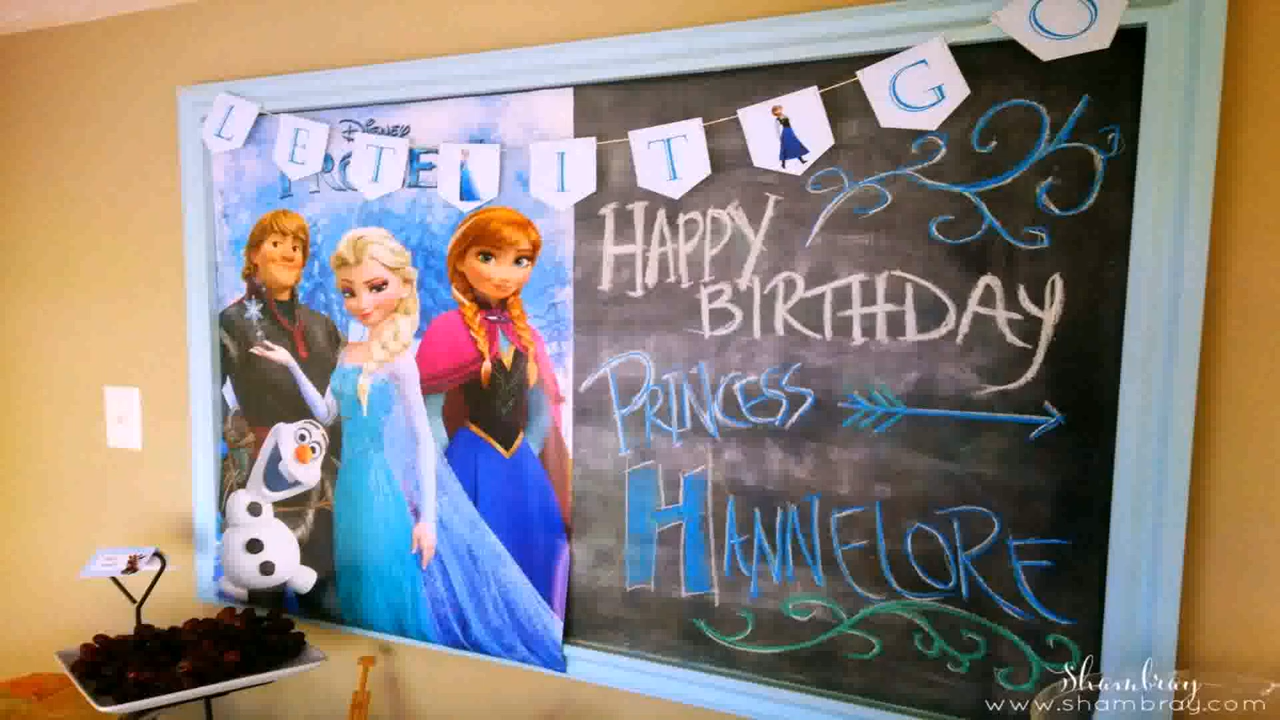 LET IT GO
DISNEY
FROZEN
HAPPY
BIRTHDAY
PRINCESS
HANNELORE
Shambray
www.shambray.com